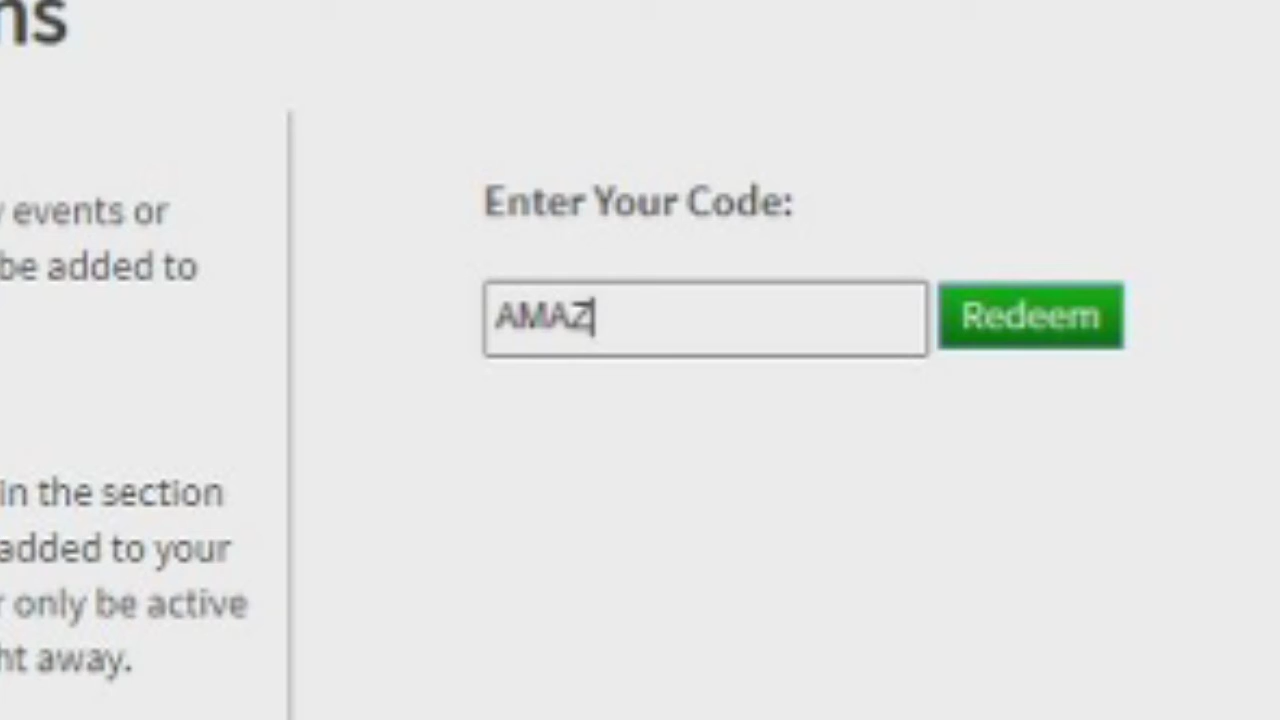 ns
y events or
be added to
in the section
added to your
r only be active
ht away.
Enter Your Code:
AMAZ
Redeem